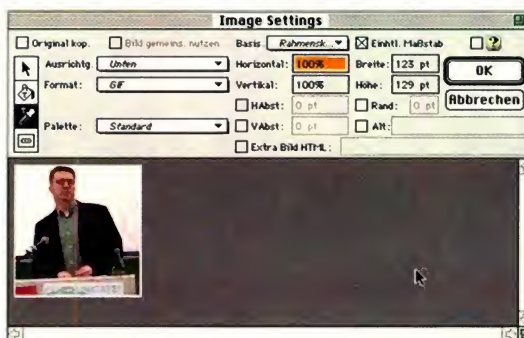 Image Settings
Original kop. Bild gemeins. nutzen Basis Rahmensk... Einhtl. Maßstab ?
Ausrichtg. Unten Horizontal: 100% Breite: 123 pt OK
Format: GIF Vertikal: 100% Höhe: 129 pt Abbrechen
HAbst: 0 pt Rand: 0 pt
Palette: Standard VAbst: 0 pt Alt:
Extra Bild HTML: